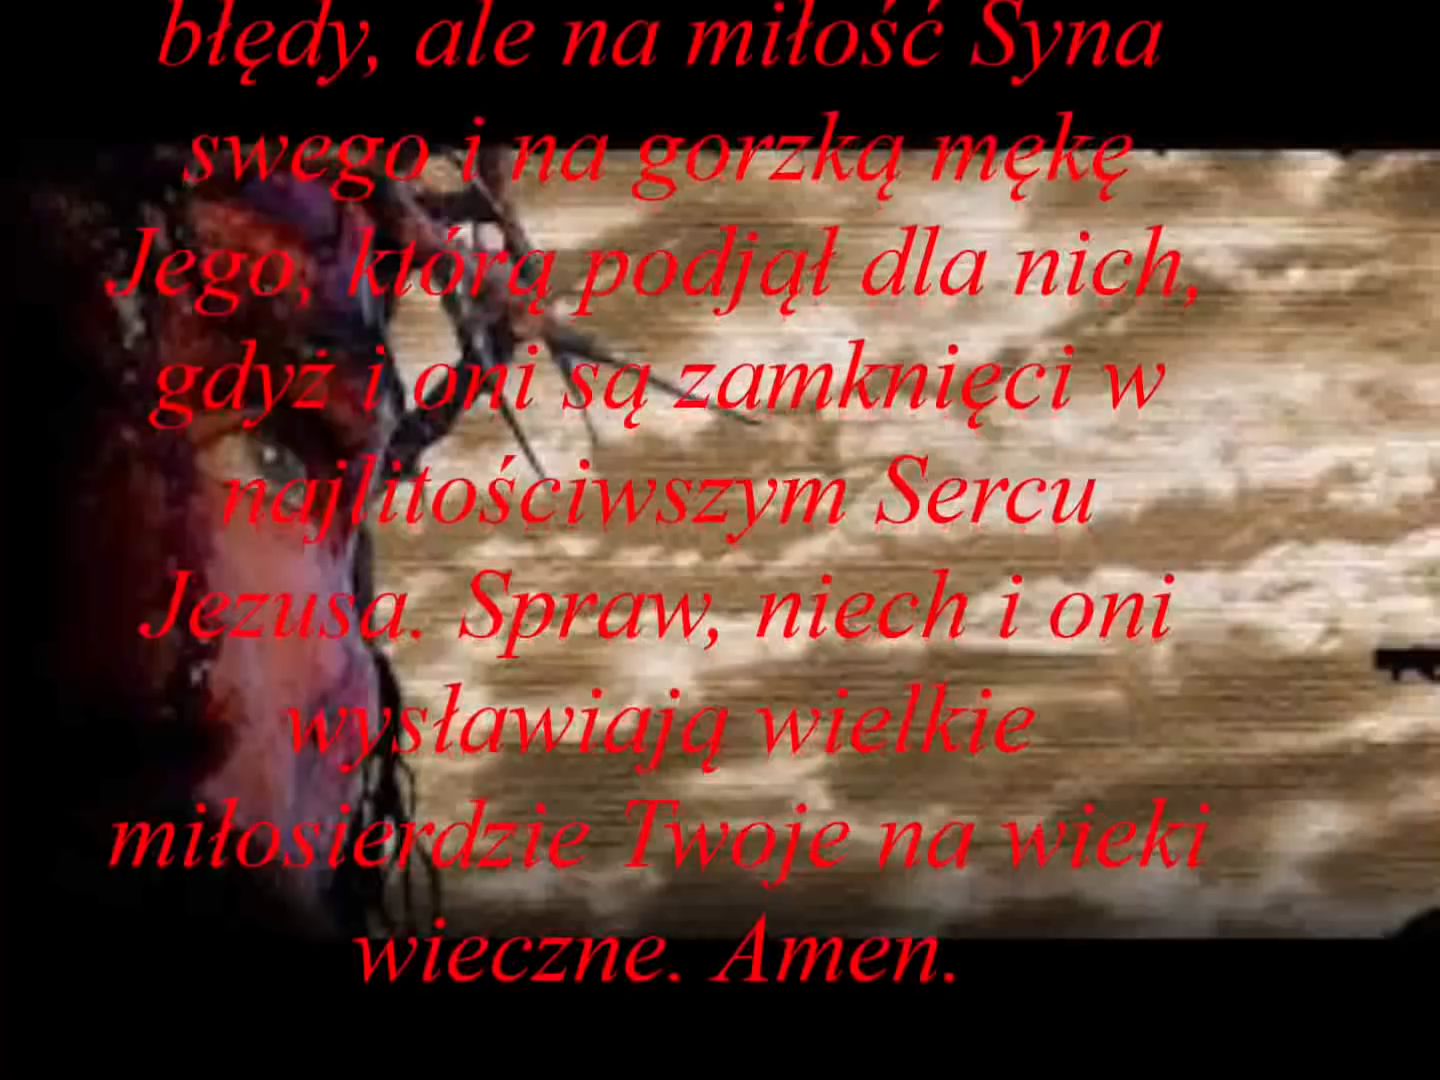 błędy, ale na miłość Syna
swego i na gorzką mękę
Jego, którą podjął dla nich,
gdyż i oni są zamknięci w
najlitościwszym Sercu
Jezusa. Spraw, niech i oni
wysławiają wielkie
miłosierdzie Twoje na wieki
wieczne. Amen.